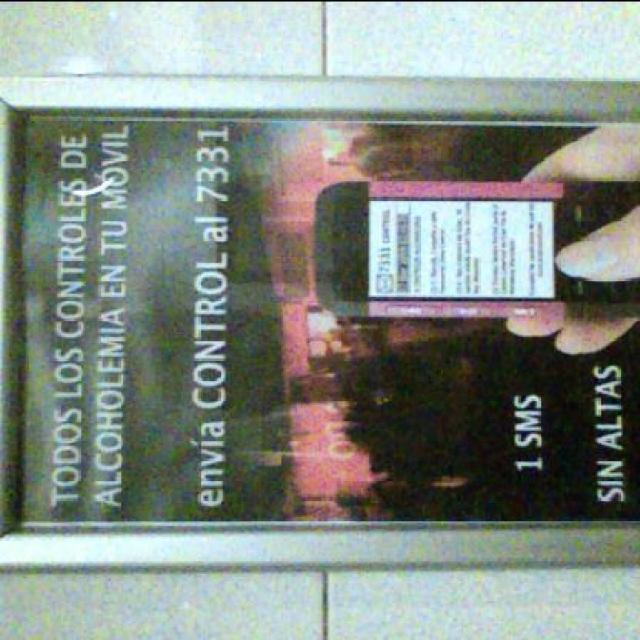 TODOS LOS CONTROLES DE
ALCOHOLEMIA EN TU MÓVIL
envía CONTROL al 7331
1 SMS
SIN ALTAS